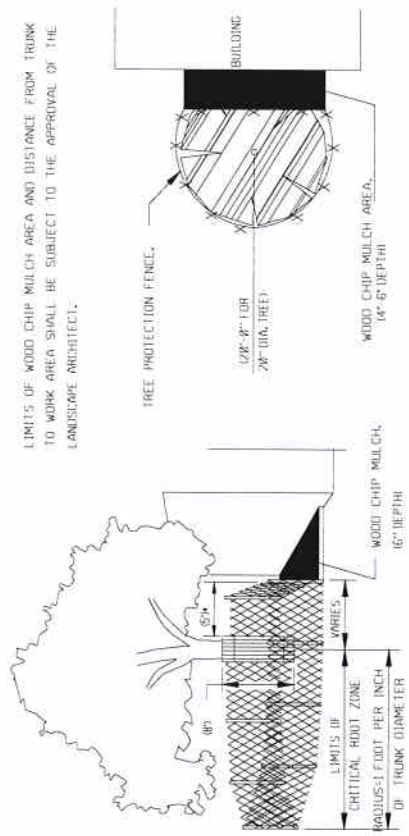 LIMITS OF WOOD CHIP MULCH AREA AND DISTANCE FROM TRUNK
TO WORK AREA SHALL BE SUBJECT TO THE APPROVAL OF THE
LANDSCAPE ARCHITECT.
TREE PROTECTION FENCE.
BUILDING
(20'-0" FOR
20" DIA. TREE)
WOOD CHIP MULCH AREA.
(4"-6" DEPTH)
WOOD CHIP MULCH.
(6" DEPTH)
VARIES
LIMITS OF
CRITICAL ROOT ZONE
RADIUS=1 FOOT PER INCH
OF TRUNK DIAMETER